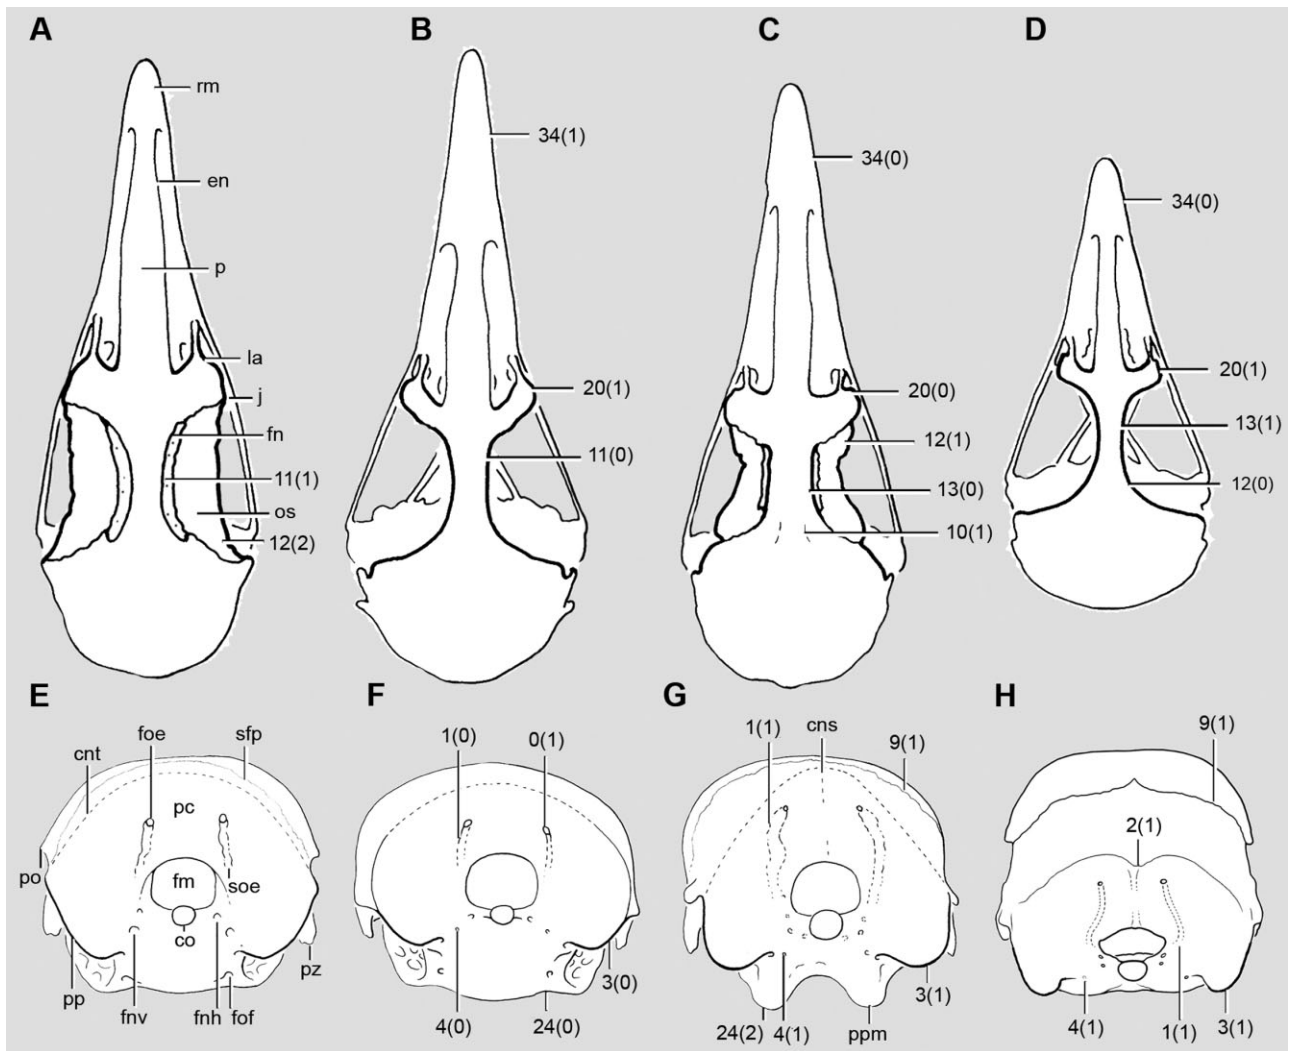 A
B
C
D
rm
en
p
la
j
fn
11(1)
os
12(2)
34(1)
20(1)
11(0)
34(0)
20(0)
12(1)
13(0)
10(1)
34(0)
20(1)
13(1)
12(0)
E
F
G
H
cnt
foe
sfp
pc
po
fm
soe
co
pp
pz
fnv
fnh
fof
1(0)
0(1)
3(0)
4(0)
24(0)
1(1)
cns
9(1)
3(1)
24(2)
4(1)
ppm
9(1)
2(1)
4(1)
1(1)
3(1)